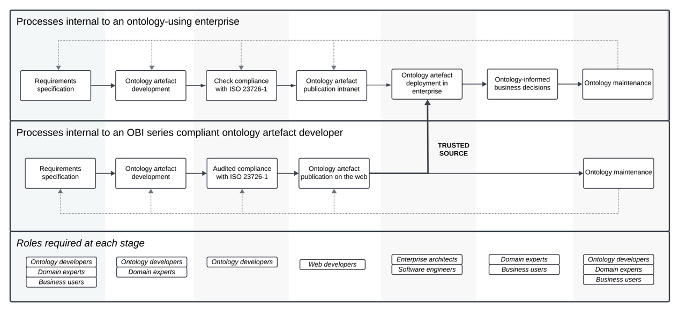 Processes internal to an ontology-using enterprise
Requirements
specification
Ontology artefact
development
Check compliance
with ISO 23726-1
Ontology artefact
publication intranet
Ontology artefact
deployment in
enterprise
Ontology-informed
business decisions
Ontology maintenance
Processes internal to an OBI series compliant ontology artefact developer
TRUSTED
SOURCE
Requirements
specification
Ontology artefact
development
Audited compliance
with ISO 23726-1
Ontology artefact
publication on the web
Ontology maintenance
Roles required at each stage
Ontology developers
Domain experts
Business users
Ontology developers
Domain experts
Ontology developers
Web developers
Enterprise architects
Software engineers
Domain experts
Business users
Ontology developers
Domain experts
Business users